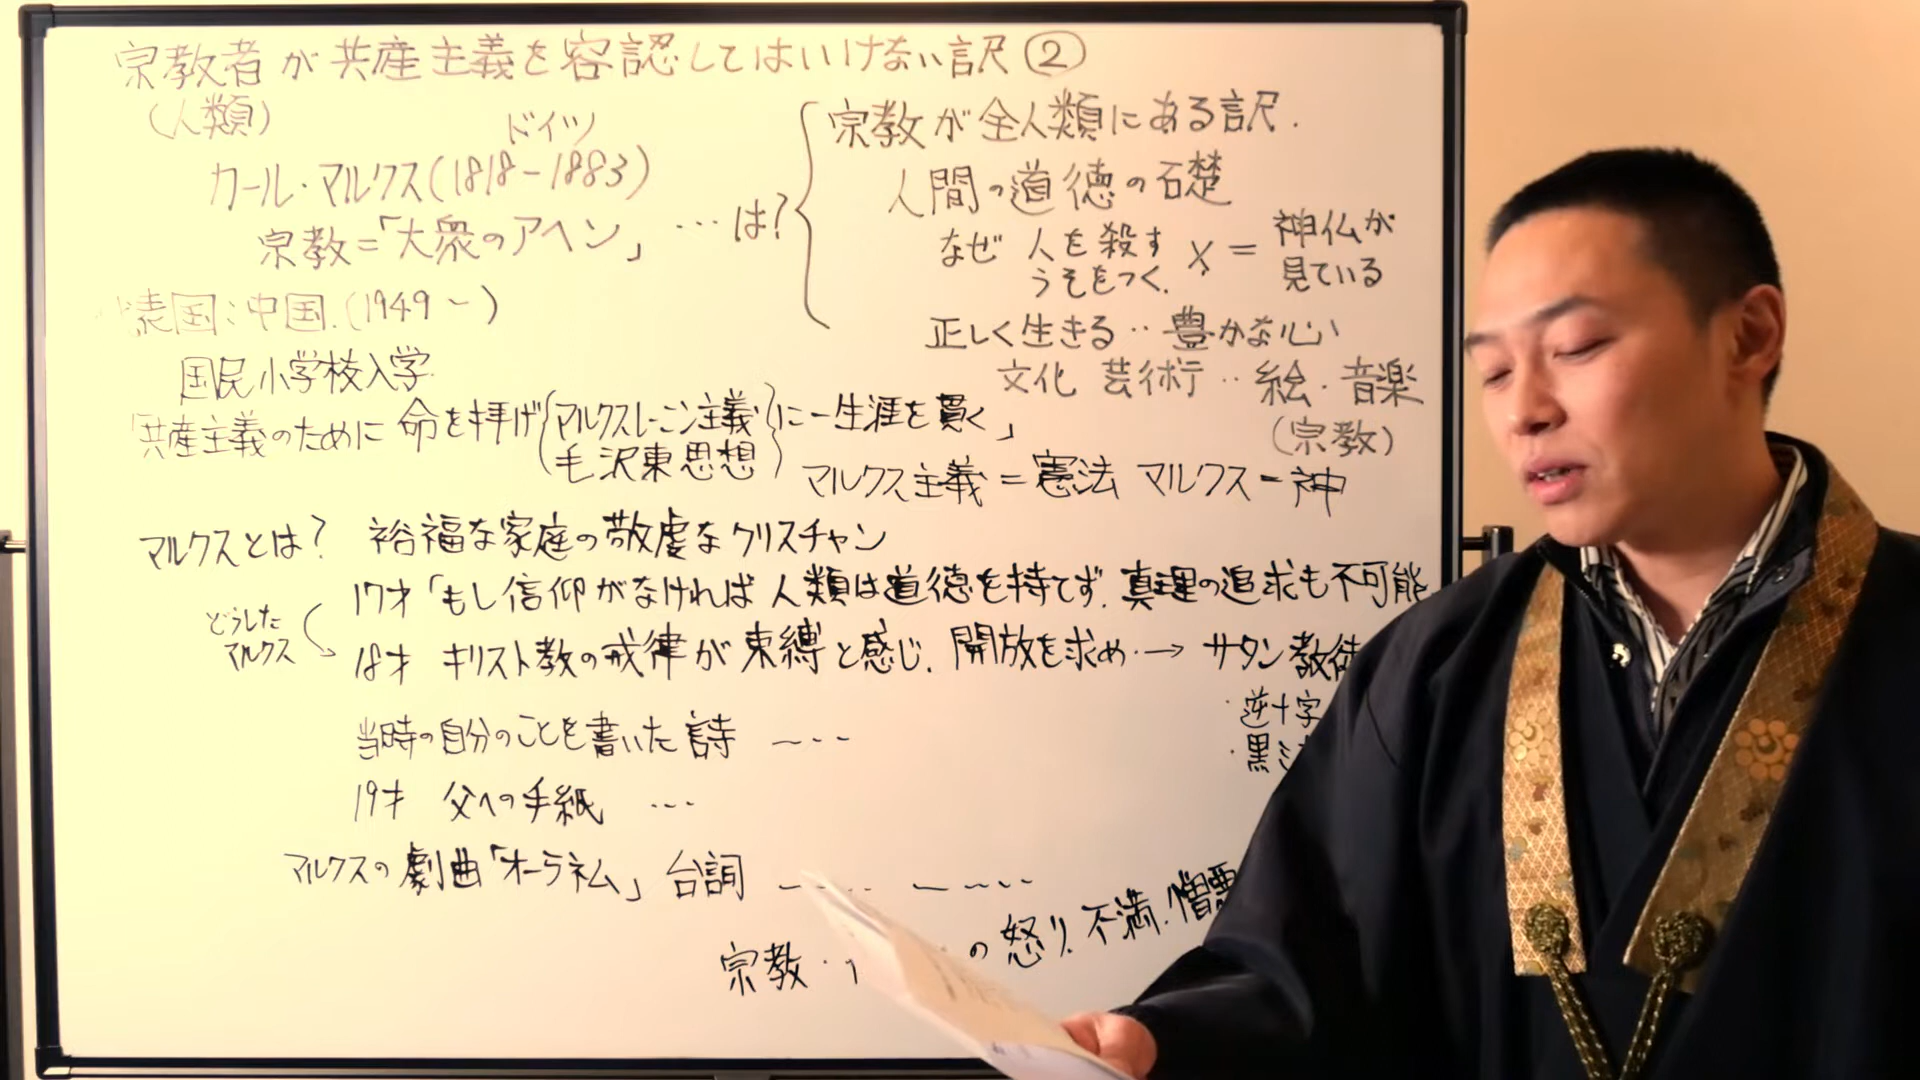 宗教者が共産主義を容認してはいけない訳②
(人類)
ドイツ
カール・マルクス(1818-1883)
宗教=「大衆のアヘン」 …は?
宗教が全人類にある訳.
人間の道徳の石楚
なぜ 人を殺す
うそをつく. × = 神仏が
見ている
正しく生きる‥豊かな心
文化 芸術‥絵・音楽
(宗教)
表国:中国.(1949~)
国民小学校入学
「共産主義のために 命を捧げ(マルクスレーニン主義
毛沢東思想)に一生涯を貫く」
マルクス主義=憲法 マルクス-神
マルクスとは? 裕福な家庭の敬虔なクリスチャン
17才「もし信仰がなければ人類は道徳を持てず.真理の追求も不可能
どうした
マルクス
18才 キリスト教の戒律が束縛と感じ.開放を求め‥→サタン教徒
・逆十字
・黒ミ
当時の自分のことを書いた詩 ~---
19才 父への手紙 ---
マルクスの劇曲「オーラネム」台詞
宗教・
の怒り.不満.憎悪